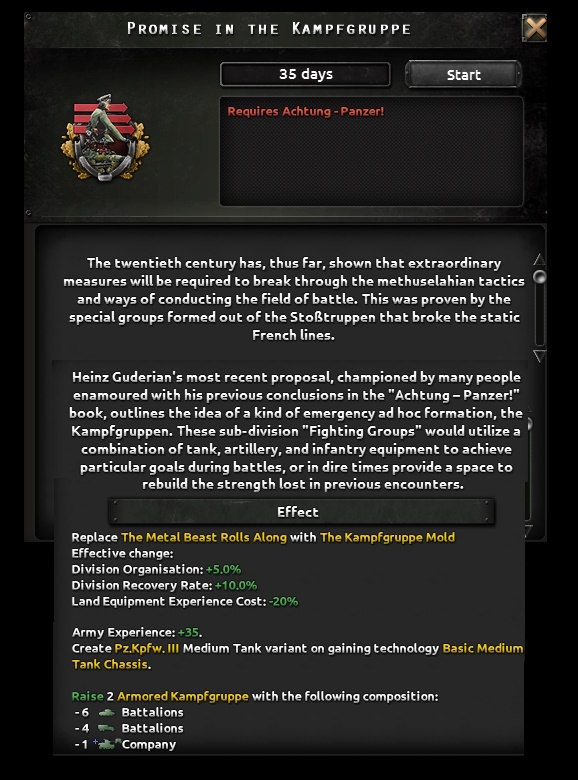 Promise in the Kampfgruppe
35 days
Start
Requires Achtung - Panzer!
The twentieth century has, thus far, shown that extraordinary
measures will be required to break through the methuselahian tactics
and ways of conducting the field of battle. This was proven by the
special groups formed out of the Stoßtruppen that broke the static
French lines.
Heinz Guderian's most recent proposal, championed by many people
enamoured with his previous conclusions in the "Achtung – Panzer!"
book, outlines the idea of a kind of emergency ad hoc formation, the
Kampfgruppen. These sub-division "Fighting Groups" would utilize a
combination of tank, artillery, and infantry equipment to achieve
particular goals during battles, or in dire times provide a space to
rebuild the strength lost in previous encounters.
Effect
Replace The Metal Beast Rolls Along with The Kampfgruppe Mold
Effective change:
Division Organisation: +5.0%
Division Recovery Rate: +10.0%
Land Equipment Experience Cost: -20%
Army Experience: +35.
Create Pz.Kpfw. III Medium Tank variant on gaining technology Basic Medium
Tank Chassis.
Raise 2 Armored Kampfgruppe with the following composition:
- 6 Battalions
- 4 Battalions
- 1 Company